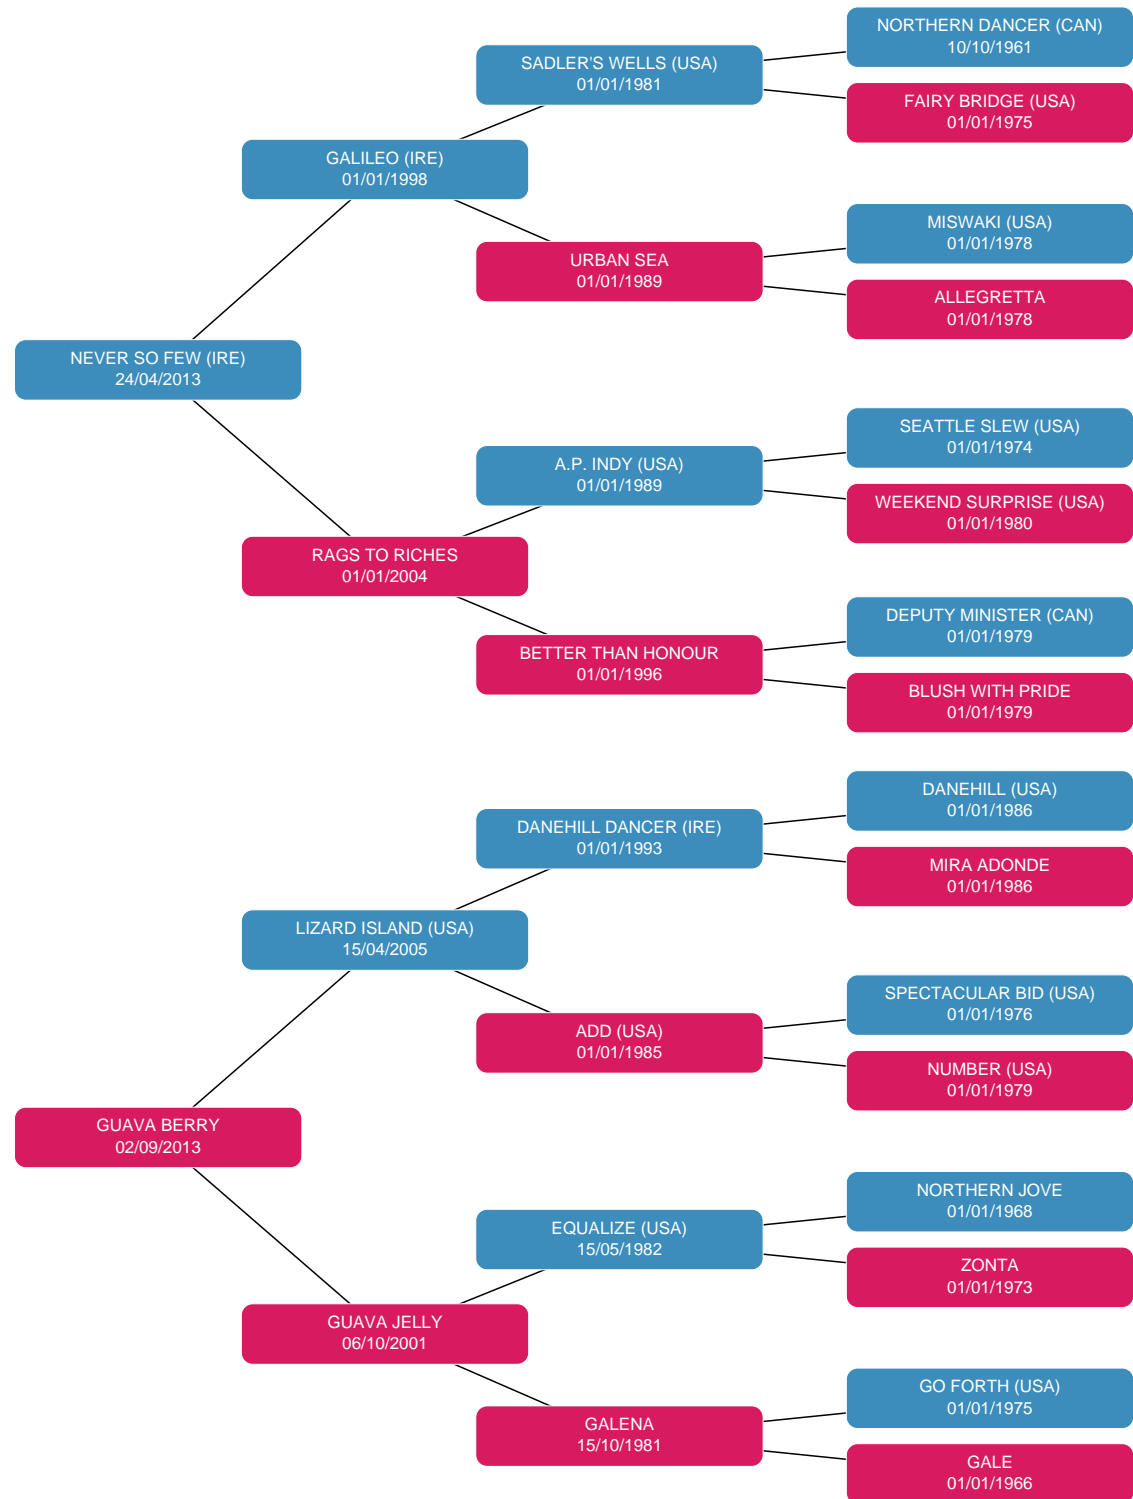 NORTHERN DANCER (CAN)
10/10/1961
SADLER'S WELLS (USA)
01/01/1981
FAIRY BRIDGE (USA)
01/01/1975
GALILEO (IRE)
01/01/1998
MISWAKI (USA)
01/01/1978
URBAN SEA
01/01/1989
ALLEGRETTA
01/01/1978
NEVER SO FEW (IRE)
24/04/2013
SEATTLE SLEW (USA)
01/01/1974
A.P. INDY (USA)
01/01/1989
WEEKEND SURPRISE (USA)
01/01/1980
RAGS TO RICHES
01/01/2004
DEPUTY MINISTER (CAN)
01/01/1979
BETTER THAN HONOUR
01/01/1996
BLUSH WITH PRIDE
01/01/1979
DANEHILL (USA)
01/01/1986
DANEHILL DANCER (IRE)
01/01/1993
MIRA ADONDE
01/01/1986
LIZARD ISLAND (USA)
15/04/2005
SPECTACULAR BID (USA)
01/01/1976
ADD (USA)
01/01/1985
NUMBER (USA)
01/01/1979
GUAVA BERRY
02/09/2013
NORTHERN JOVE
01/01/1968
EQUALIZE (USA)
15/05/1982
ZONTA
01/01/1973
GUAVA JELLY
06/10/2001
GO FORTH (USA)
01/01/1975
GALENA
15/10/1981
GALE
01/01/1966